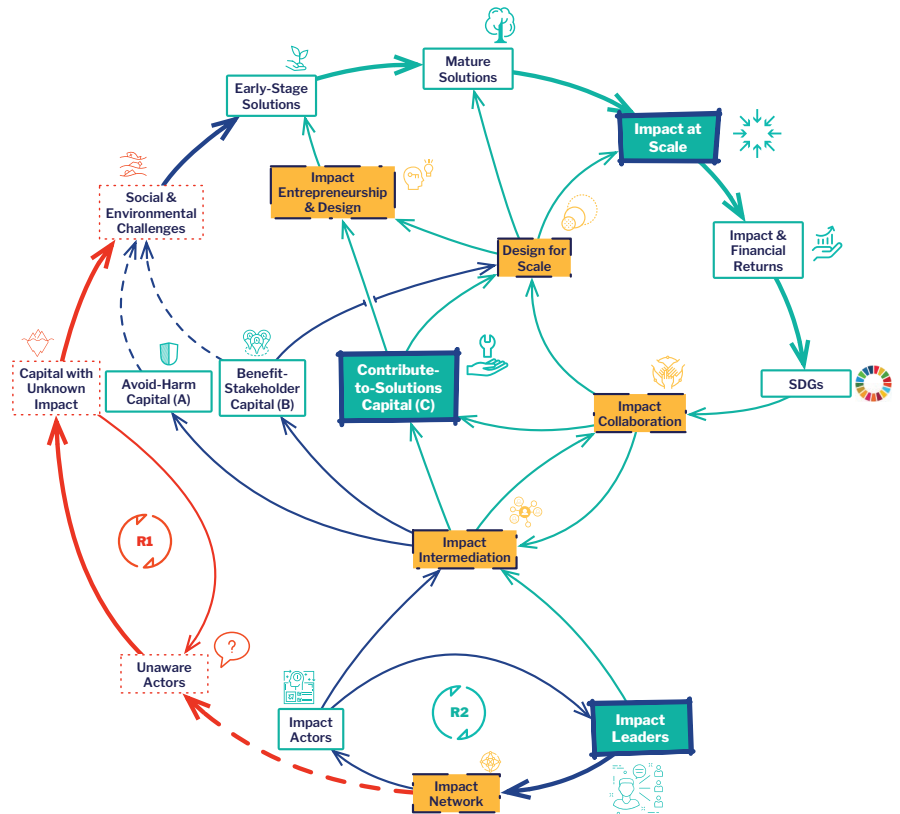 Mature
Solutions
Early-Stage
Solutions
Impact at
Scale
Impact
Entrepreneurship
& Design
Social &
Environmental
Challenges
Impact &
Financial
Returns
Design for
Scale
Capital with
Unknown
Impact
Avoid-Harm
Capital (A)
Benefit-
Stakeholder
Capital (B)
Contribute-
to-Solutions
Capital (C)
SDGs
Impact
Collaboration
R1
Impact
Intermediation
?
Unaware
Actors
Impact
Actors
R2
Impact
Leaders
Impact
Network